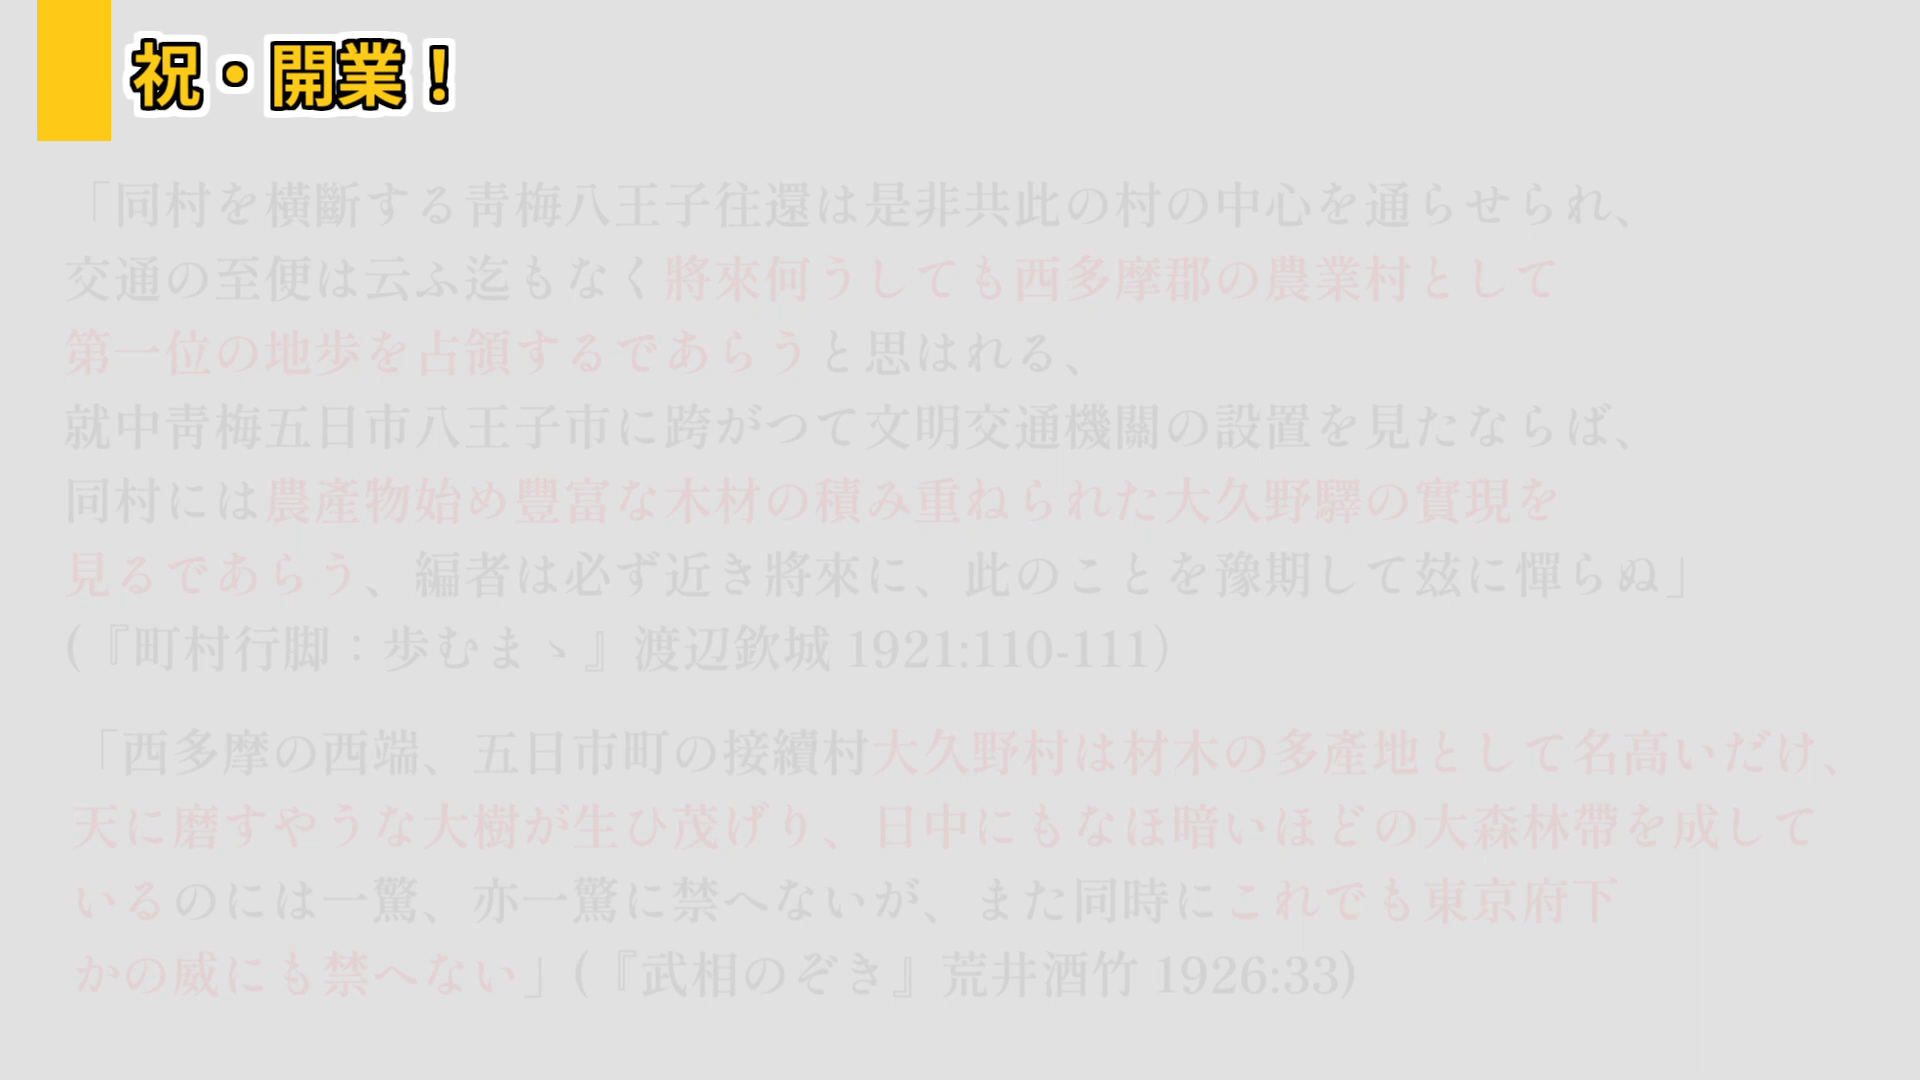 祝・開業！
「同村を橫斷する靑梅八王子往還は是非共此の村の中心を通らせられ、
交通の至便は云ふ迄もなく將來何うしても西多摩郡の農業村として
第一位の地步を占領するであらうと思はれる、
就中靑梅五日市八王子市に跨がつて文明交通機關の設置を見たならば、
同村には農產物始め豐富な木材の積み重ねられた大久野驛の實現を
見るであらう、編者は必ず近き將來に、此のことを豫期して玆に憚らぬ」
(『町村行脚：歩むまゝ』渡辺欽城 1921:110-111)
「西多摩の西端、五日市町の接續村大久野村は材木の多產地として名高いだけ、
天に磨すやうな大樹が生ひ茂げり、日中にもなほ暗いほどの大森林帶を成して
いるのには一驚、亦一驚に禁へないが、また同時にこれでも東京府下
かの感にも禁へない」(『武相のぞき』荒井酒竹 1926:33)